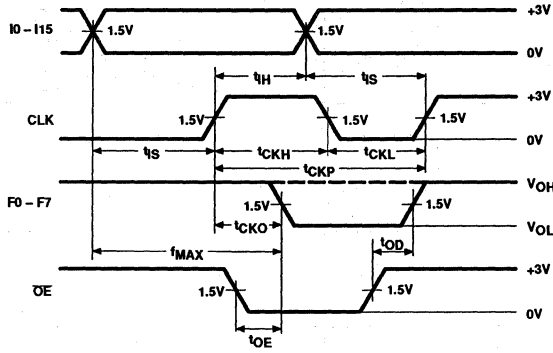 I0 – I15 1.5V 1.5V +3V
0V
tIH tIS
CLK 1.5V 1.5V 1.5V +3V
0V
tIS tCKH tCKL
tCKP
F0 – F7 1.5V 1.5V VOH
VOL
tCKO tOD
fMAX
OE 1.5V 1.5V +3V
0V
tOE